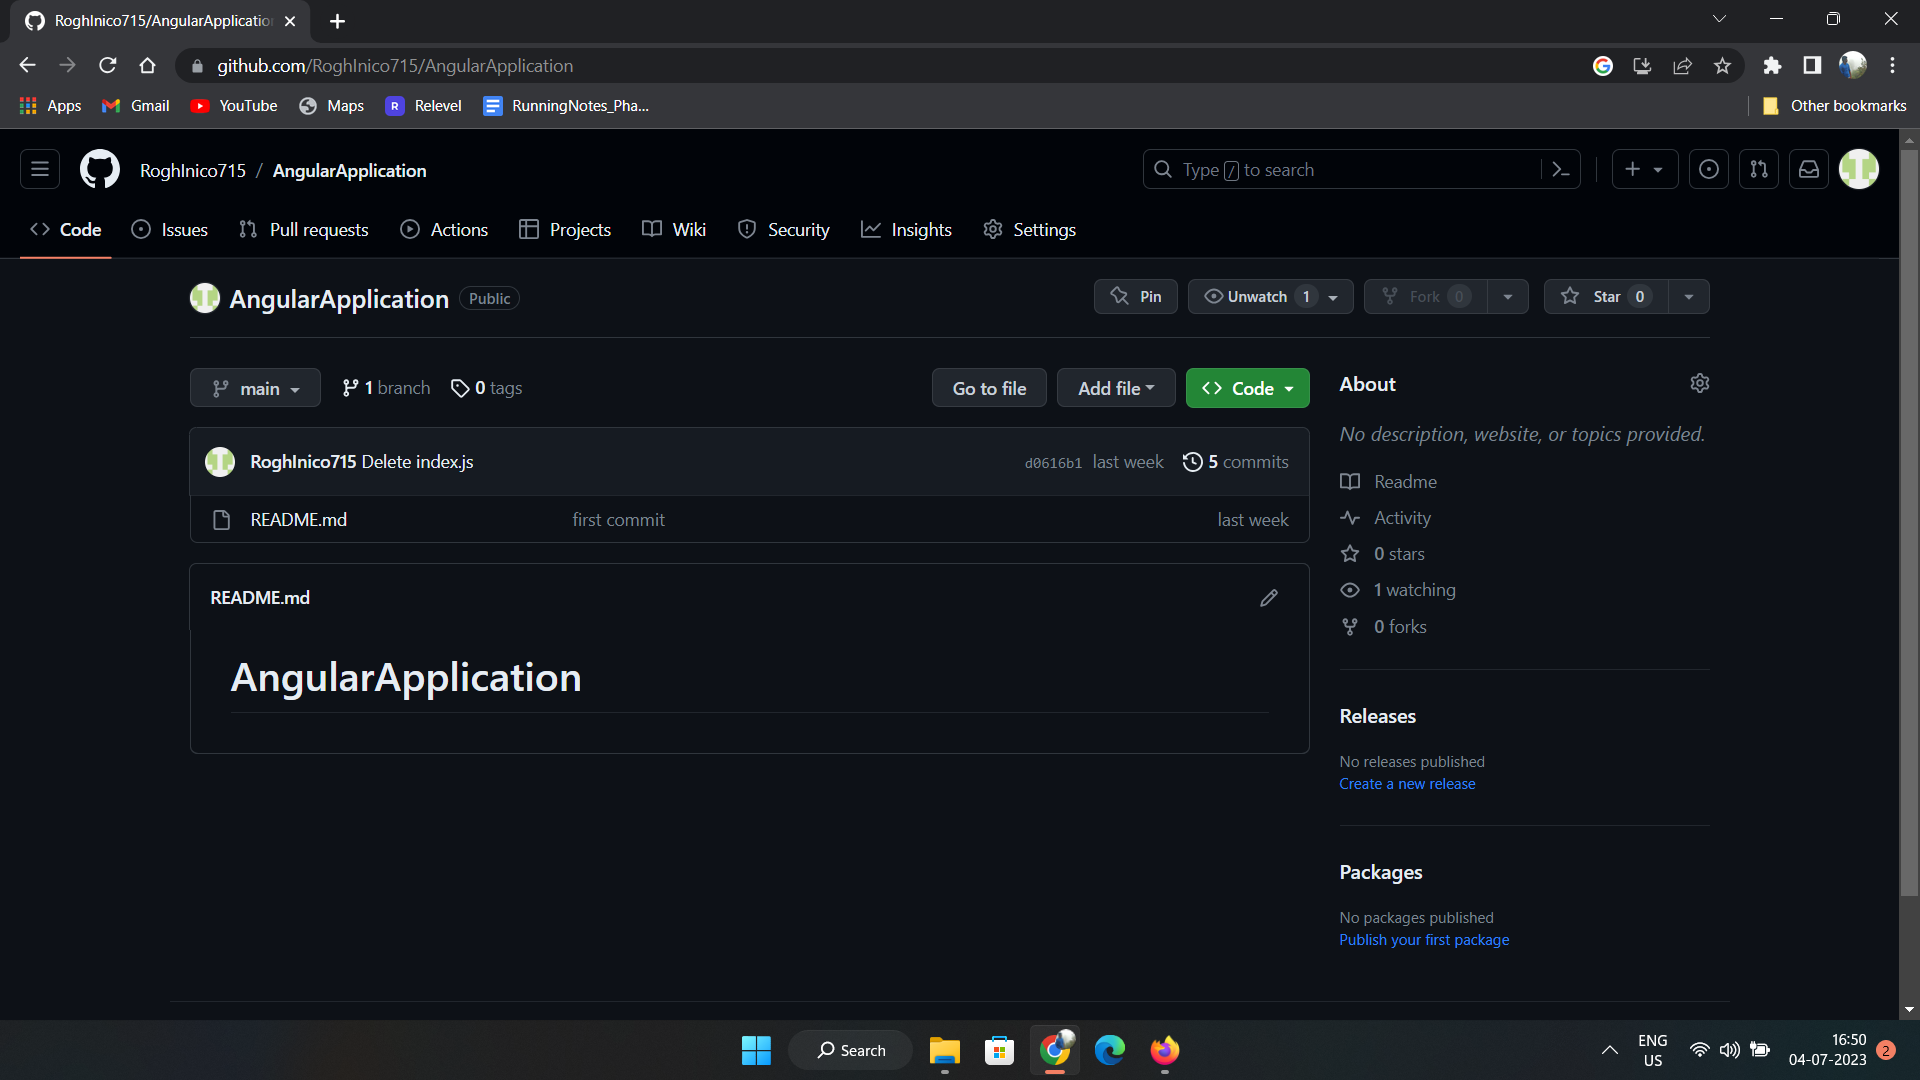 RoghInico715/AngularApplication
github.com/RoghInico715/AngularApplication
Apps Gmail YouTube Maps R Relevel RunningNotes_Pha... Other bookmarks
RoghInico715 / AngularApplication Type / to search
Code Issues Pull requests Actions Projects Wiki Security Insights Settings
AngularApplication Public Pin Unwatch 1 Fork 0 Star 0
main 1 branch 0 tags Go to file Add file Code
RoghInico715 Delete index.js d0616b1 last week 5 commits
README.md first commit last week
README.md
AngularApplication
About
No description, website, or topics provided.
Readme
Activity
0 stars
1 watching
0 forks
Releases
No releases published
Create a new release
Packages
No packages published
Publish your first package
Search
ENG
US
16:50
04-07-2023
2